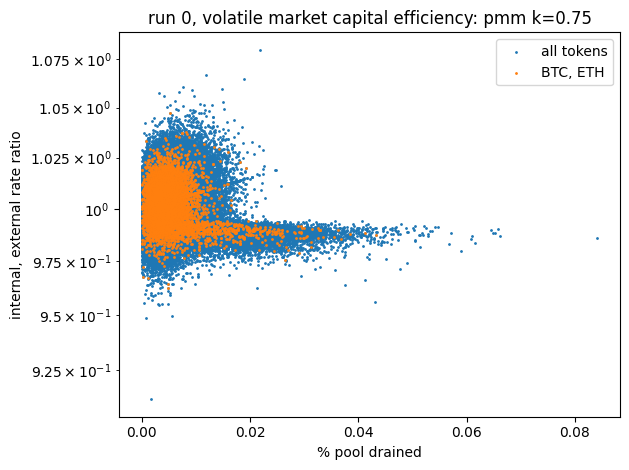 run 0, volatile market capital efficiency: pmm k=0.75
all tokens
BTC, ETH
1.075 × 10⁰
1.05 × 10⁰
1.025 × 10⁰
10⁰
9.75 × 10⁻¹
9.5 × 10⁻¹
9.25 × 10⁻¹
internal, external rate ratio
0.00 0.02 0.04 0.06 0.08
% pool drained